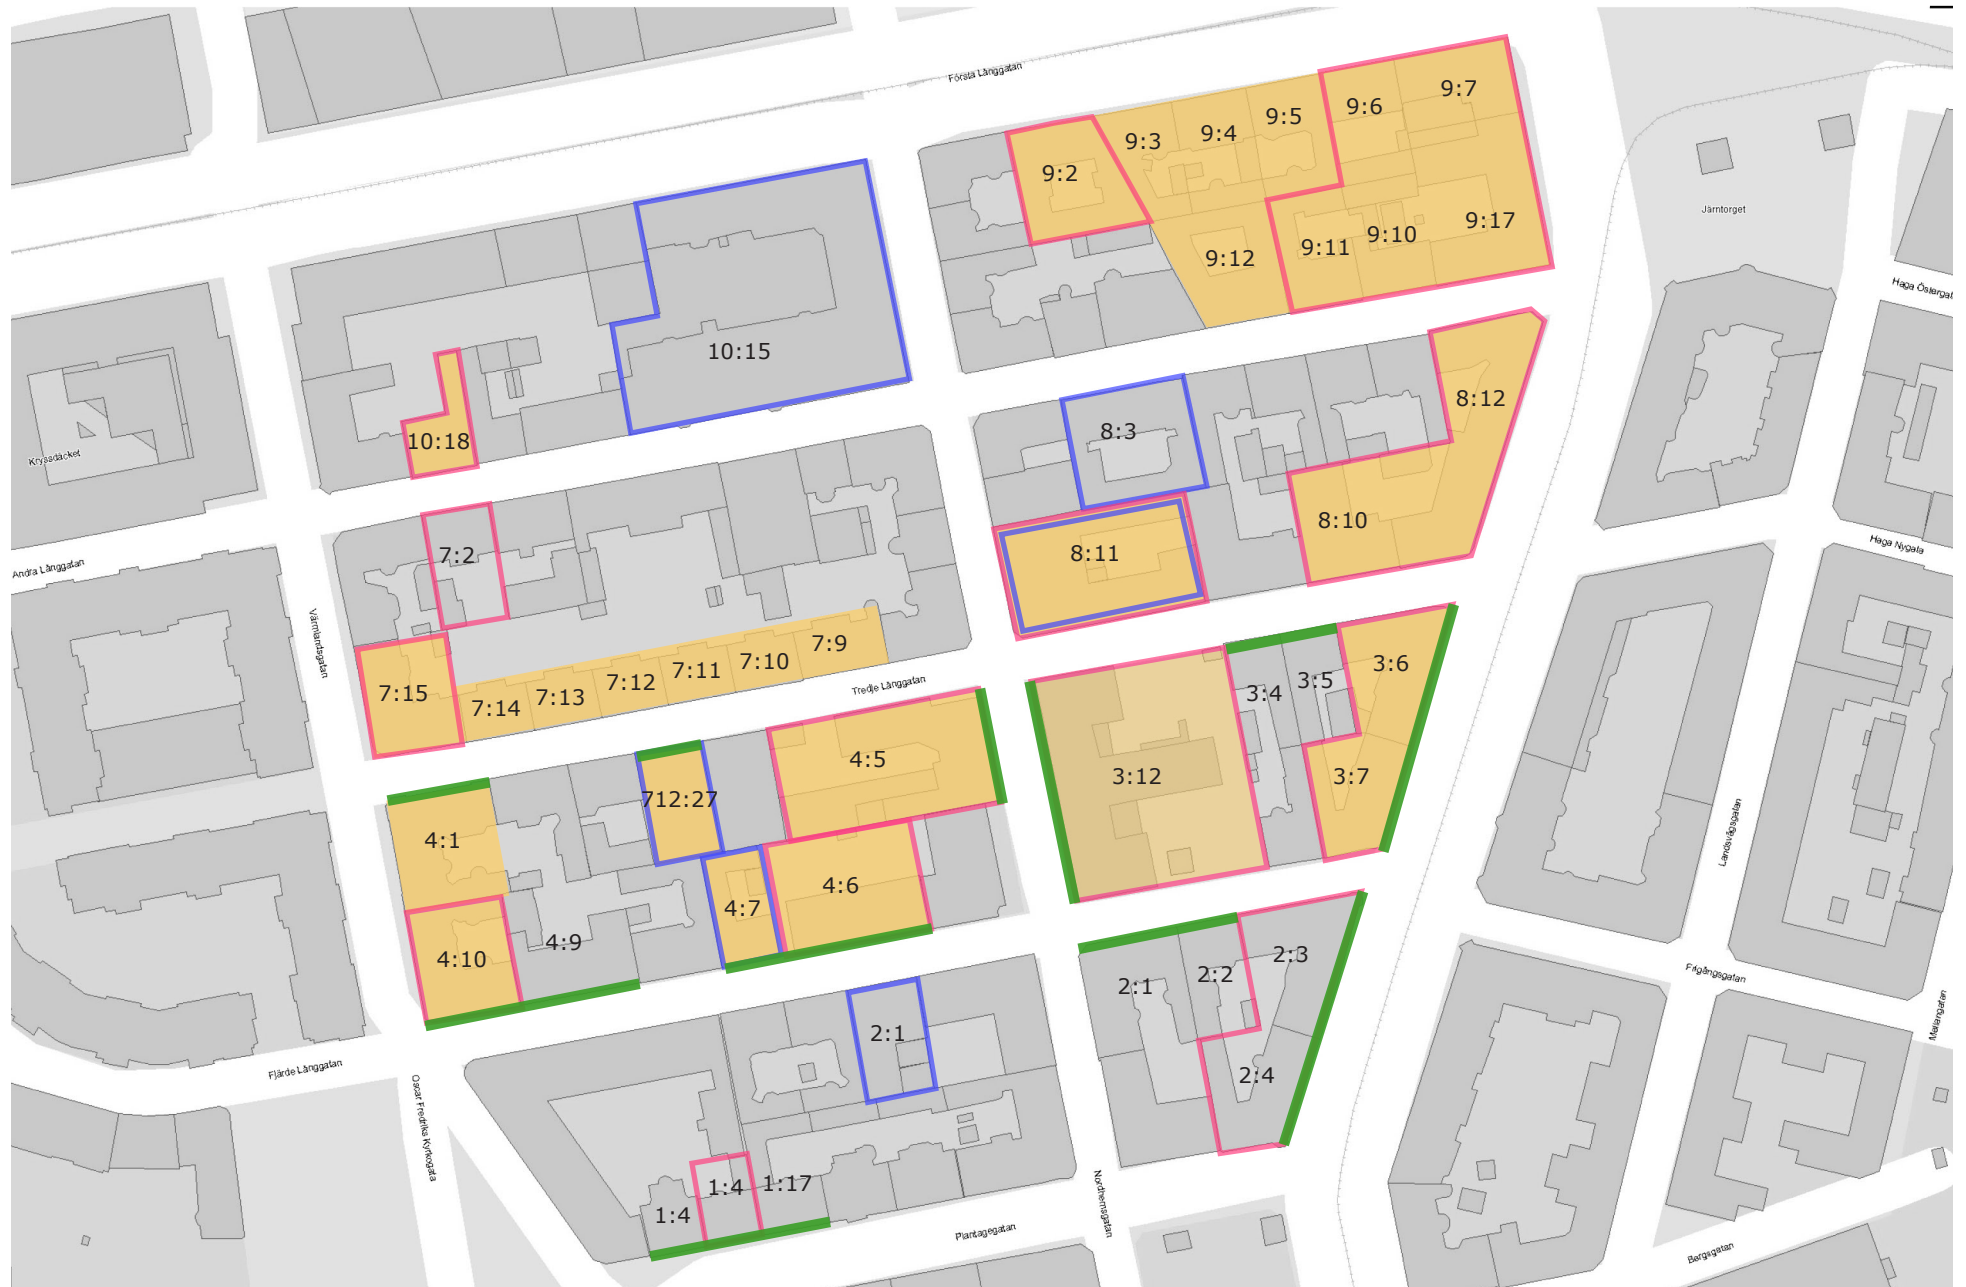 Första Långgatan
9:7
9:6
9:5
9:4
9:3
9:2
Järntorget
9:17
9:10
9:11
9:12
Haga Östergat
10:15
8:12
8:3
10:18
Kryssdäcket
8:10
8:11
7:2
Haga Nygata
Andra Långgatan
Värmlandsgatan
7:9
7:10
7:11
7:12
7:13
7:14
7:15
Tredje Långgatan
3:6
3:5
3:4
3:7
3:12
4:5
712:27
4:1
Landsvägsgatan
4:6
4:7
4:9
4:10
2:3
2:2
2:1
Frigångsgatan
Mellangatan
2:1
2:4
Fjärde Långgatan
Oscar Fredriks Kyrkogata
1:4
1:17
1:4
Nordhemsgatan
Plantagegatan
Bergsgatan